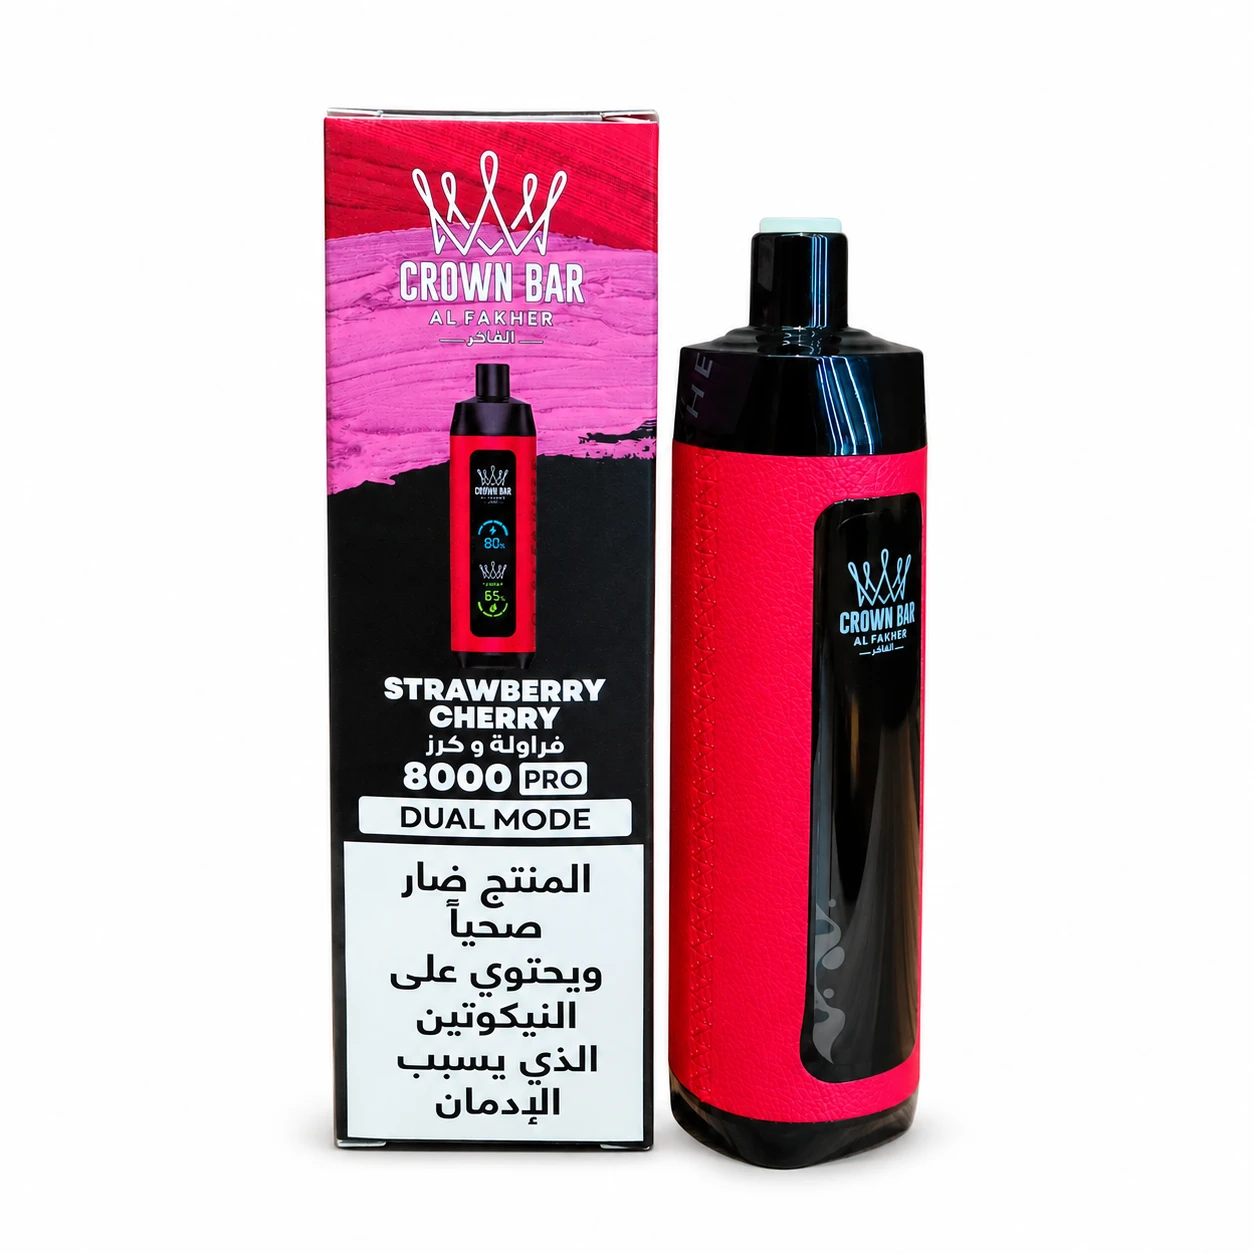 CROWN BAR
AL FAKHER
الفاخر
CROWN BAR
80%
65%
STRAWBERRY
CHERRY
فراولة و كرز
8000 PRO
DUAL MODE
المنتج ضار
صحياً
ويحتوي على
النيكوتين
الذي يسبب
الإدمان
HE
CROWN BAR
AL FAKHER
الفاخر